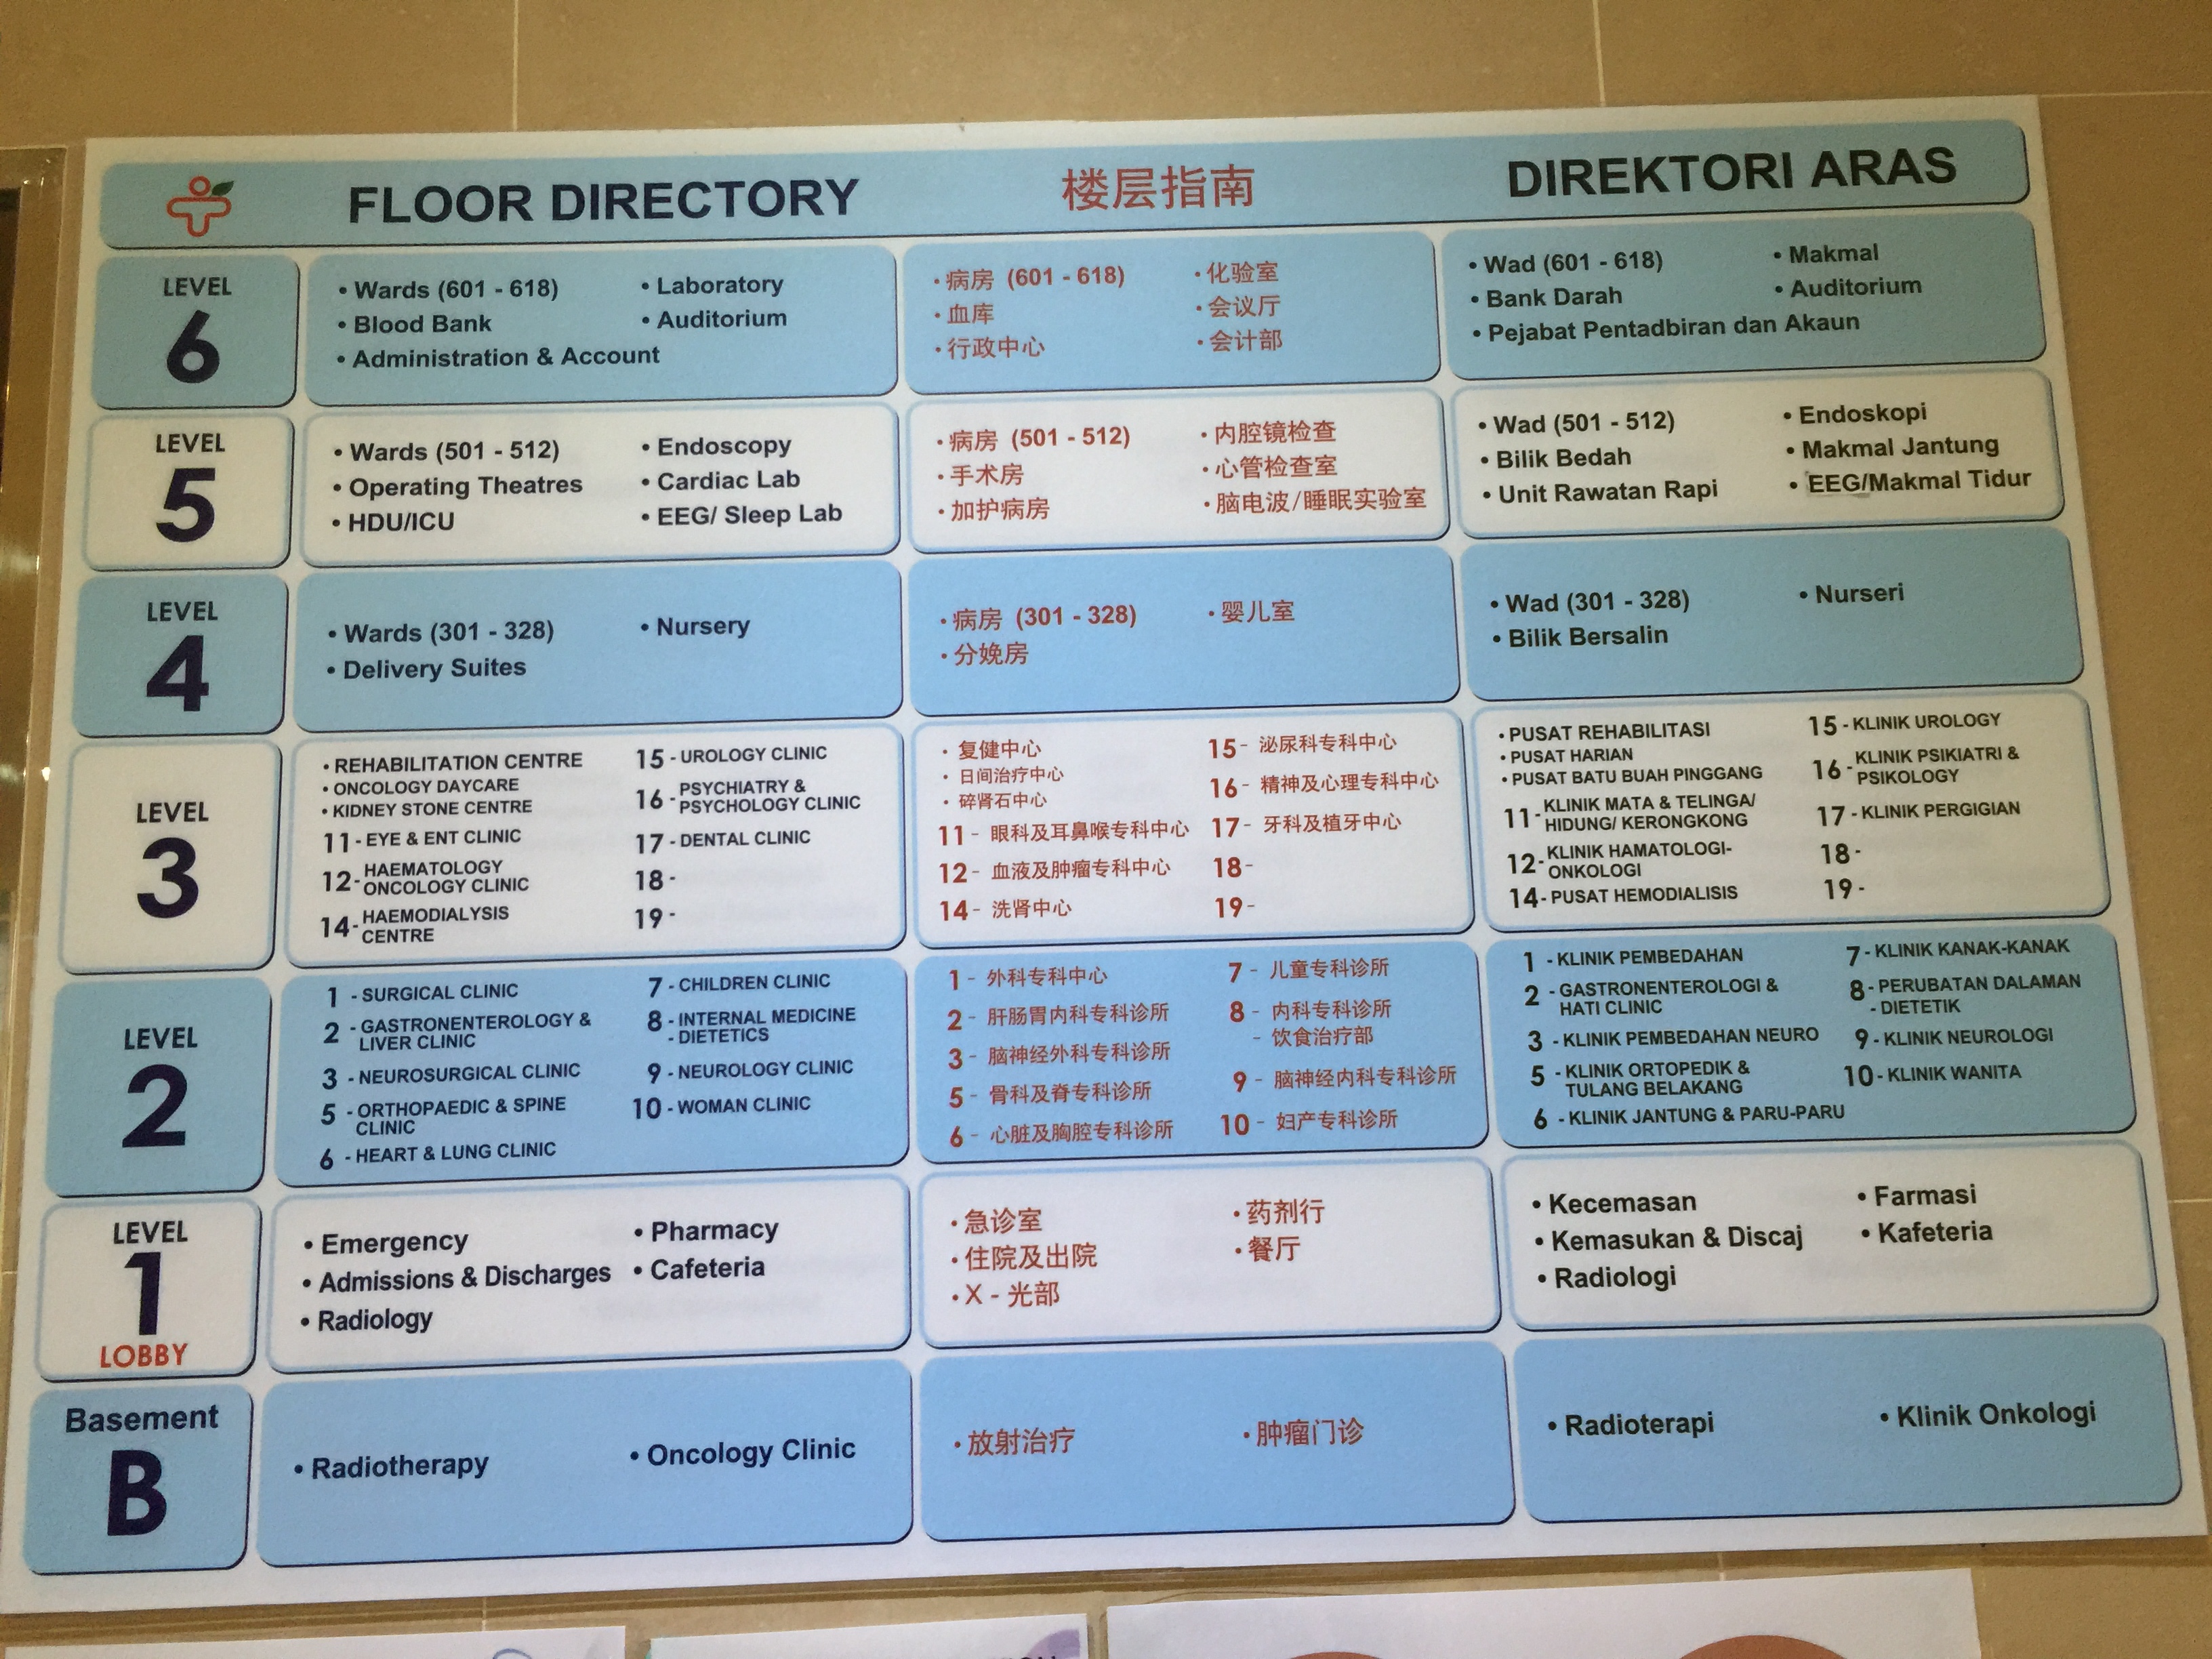 FLOOR DIRECTORY
楼层指南
DIREKTORI ARAS
LEVEL
6
• Wards (601 - 618)
• Blood Bank
• Administration & Account
• Laboratory
• Auditorium
· 病房 (601 - 618)
· 血库
· 行政中心
· 化验室
· 会议厅
· 会计部
• Wad (601 - 618)
• Bank Darah
• Pejabat Pentadbiran dan Akaun
• Makmal
• Auditorium
LEVEL
5
• Wards (501 - 512)
• Operating Theatres
• HDU/ICU
• Endoscopy
• Cardiac Lab
• EEG/ Sleep Lab
· 病房 (501 - 512)
· 手术房
· 加护病房
· 内腔镜检查
· 心管检查室
· 脑电波/睡眠实验室
• Wad (501 - 512)
• Bilik Bedah
• Unit Rawatan Rapi
• Endoskopi
• Makmal Jantung
• EEG/Makmal Tidur
LEVEL
4
• Wards (301 - 328)
• Delivery Suites
• Nursery
· 病房 (301 - 328)
· 分娩房
· 婴儿室
• Wad (301 - 328)
• Bilik Bersalin
• Nurseri
LEVEL
3
• REHABILITATION CENTRE
• ONCOLOGY DAYCARE
• KIDNEY STONE CENTRE
11 - EYE & ENT CLINIC
12 - HAEMATOLOGY
ONCOLOGY CLINIC
14 - HAEMODIALYSIS
CENTRE
15 - UROLOGY CLINIC
16 - PSYCHIATRY &
PSYCHOLOGY CLINIC
17 - DENTAL CLINIC
18 -
19 -
· 复健中心
· 日间治疗中心
· 碎肾石中心
11 - 眼科及耳鼻喉专科中心
12 - 血液及肿瘤专科中心
14 - 洗肾中心
15 - 泌尿科专科中心
16 - 精神及心理专科中心
17 - 牙科及植牙中心
18 -
19 -
• PUSAT REHABILITASI
• PUSAT HARIAN
• PUSAT BATU BUAH PINGGANG
11 - KLINIK MATA & TELINGA/
HIDUNG/ KERONGKONG
12 - KLINIK HAMATOLOGI-
ONKOLOGI
14 - PUSAT HEMODIALISIS
15 - KLINIK UROLOGY
16 - KLINIK PSIKIATRI &
PSIKOLOGY
17 - KLINIK PERGIGIAN
18 -
19 -
LEVEL
2
1 - SURGICAL CLINIC
2 - GASTRONENTEROLOGY &
LIVER CLINIC
3 - NEUROSURGICAL CLINIC
5 - ORTHOPAEDIC & SPINE
CLINIC
6 - HEART & LUNG CLINIC
7 - CHILDREN CLINIC
8 - INTERNAL MEDICINE
- DIETETICS
9 - NEUROLOGY CLINIC
10 - WOMAN CLINIC
1 - 外科专科中心
2 - 肝肠胃内科专科诊所
3 - 脑神经外科专科诊所
5 - 骨科及脊专科诊所
6 - 心脏及胸腔专科诊所
7 - 儿童专科诊所
8 - 内科专科诊所
- 饮食治疗部
9 - 脑神经内科专科诊所
10 - 妇产专科诊所
1 - KLINIK PEMBEDAHAN
2 - GASTRONENTEROLOGI &
HATI CLINIC
3 - KLINIK PEMBEDAHAN NEURO
5 - KLINIK ORTOPEDIK &
TULANG BELAKANG
6 - KLINIK JANTUNG & PARU-PARU
7 - KLINIK KANAK-KANAK
8 - PERUBATAN DALAMAN
- DIETETIK
9 - KLINIK NEUROLOGI
10 - KLINIK WANITA
LEVEL
1
LOBBY
• Emergency
• Admissions & Discharges
• Radiology
• Pharmacy
• Cafeteria
· 急诊室
· 住院及出院
· X - 光部
· 药剂行
· 餐厅
• Kecemasan
• Kemasukan & Discaj
• Radiologi
• Farmasi
• Kafeteria
Basement
B
• Radiotherapy
• Oncology Clinic
· 放射治疗
· 肿瘤门诊
• Radioterapi
• Klinik Onkologi